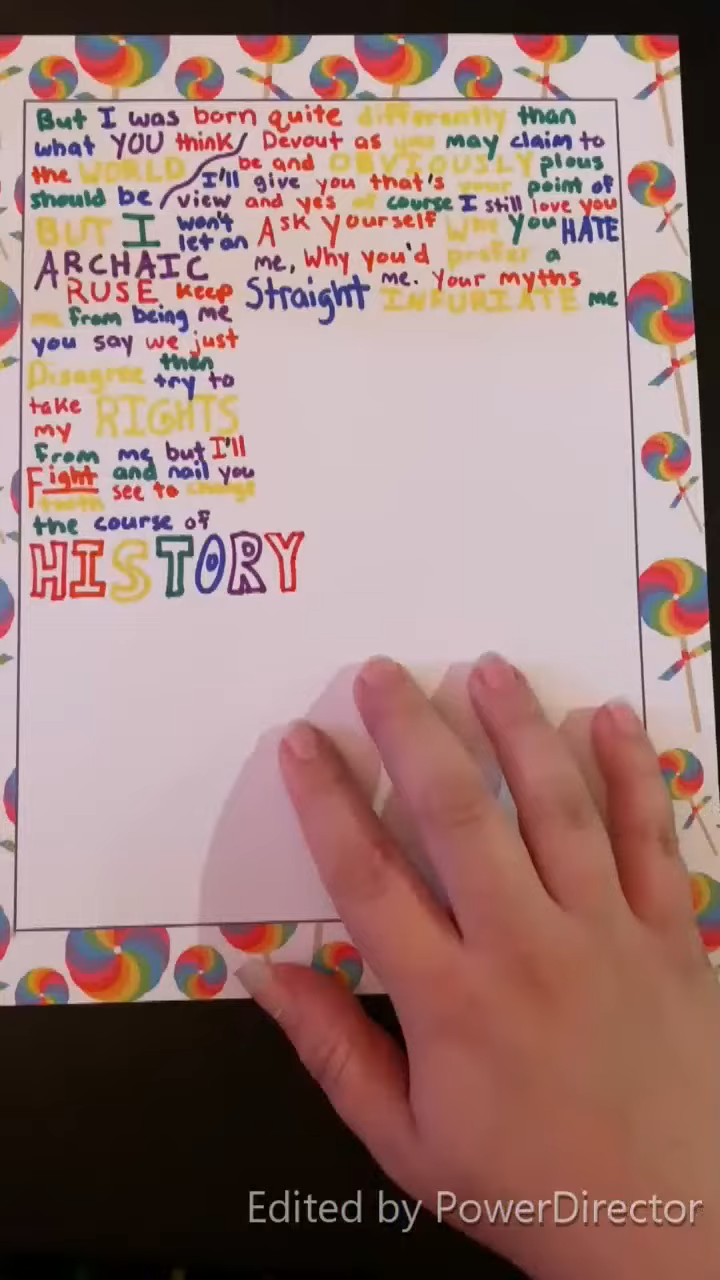 But I was born quite differently than
what YOU think
the WORLD
should be
BUT I won't
let an
ARCHAIC
RUSE keep
me from being me
you say we just
Disagree then
try to
take
my RIGHTS
From me but I'll
Fight and nail you
tooth see to change
the course of
HISTORY
Devout as you may claim to
be and OBVIOUSLY pious
I'll give you that's your point of
view and yes of course I still love you
Ask Yourself Why you HATE
me, Why you'd prefer a
Straight me. Your myths
INFURIATE me
Edited by PowerDirector